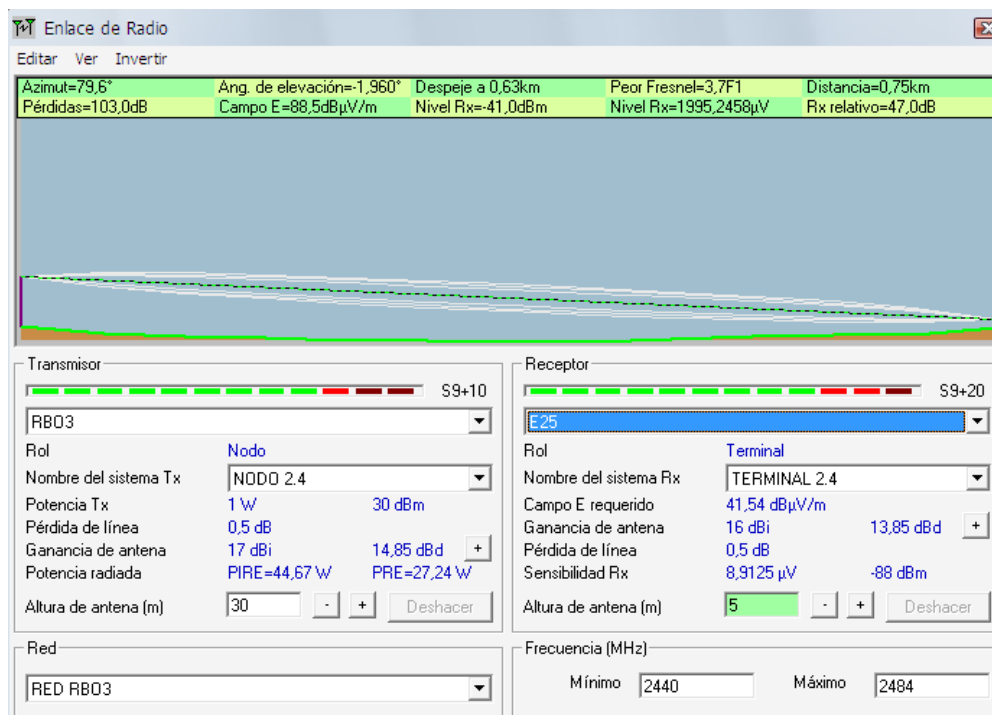 Enlace de Radio
Editar Ver Invertir
Azimut=79,6° Ang. de elevación=-1,960° Despeje a 0,63km Peor Fresnel=3,7F1 Distancia=0,75km
Pérdidas=103,0dB Campo E=88,5dBµV/m Nivel Rx=-41,0dBm Nivel Rx=1995,2458µV Rx relativo=47,0dB
Transmisor
S9+10
RB03
Rol Nodo
Nombre del sistema Tx NODO 2.4
Potencia Tx 1 W 30 dBm
Pérdida de línea 0,5 dB
Ganancia de antena 17 dBi 14,85 dBd +
Potencia radiada PIRE=44,67 W PRE=27,24 W
Altura de antena (m) 30 - + Deshacer
Red
RED RB03
Receptor
S9+20
E25
Rol Terminal
Nombre del sistema Rx TERMINAL 2.4
Campo E requerido 41,54 dBµV/m
Ganancia de antena 16 dBi 13,85 dBd +
Pérdida de línea 0,5 dB
Sensibilidad Rx 8,9125 µV -88 dBm
Altura de antena (m) 5 - + Deshacer
Frecuencia (MHz)
Mínimo 2440 Máximo 2484